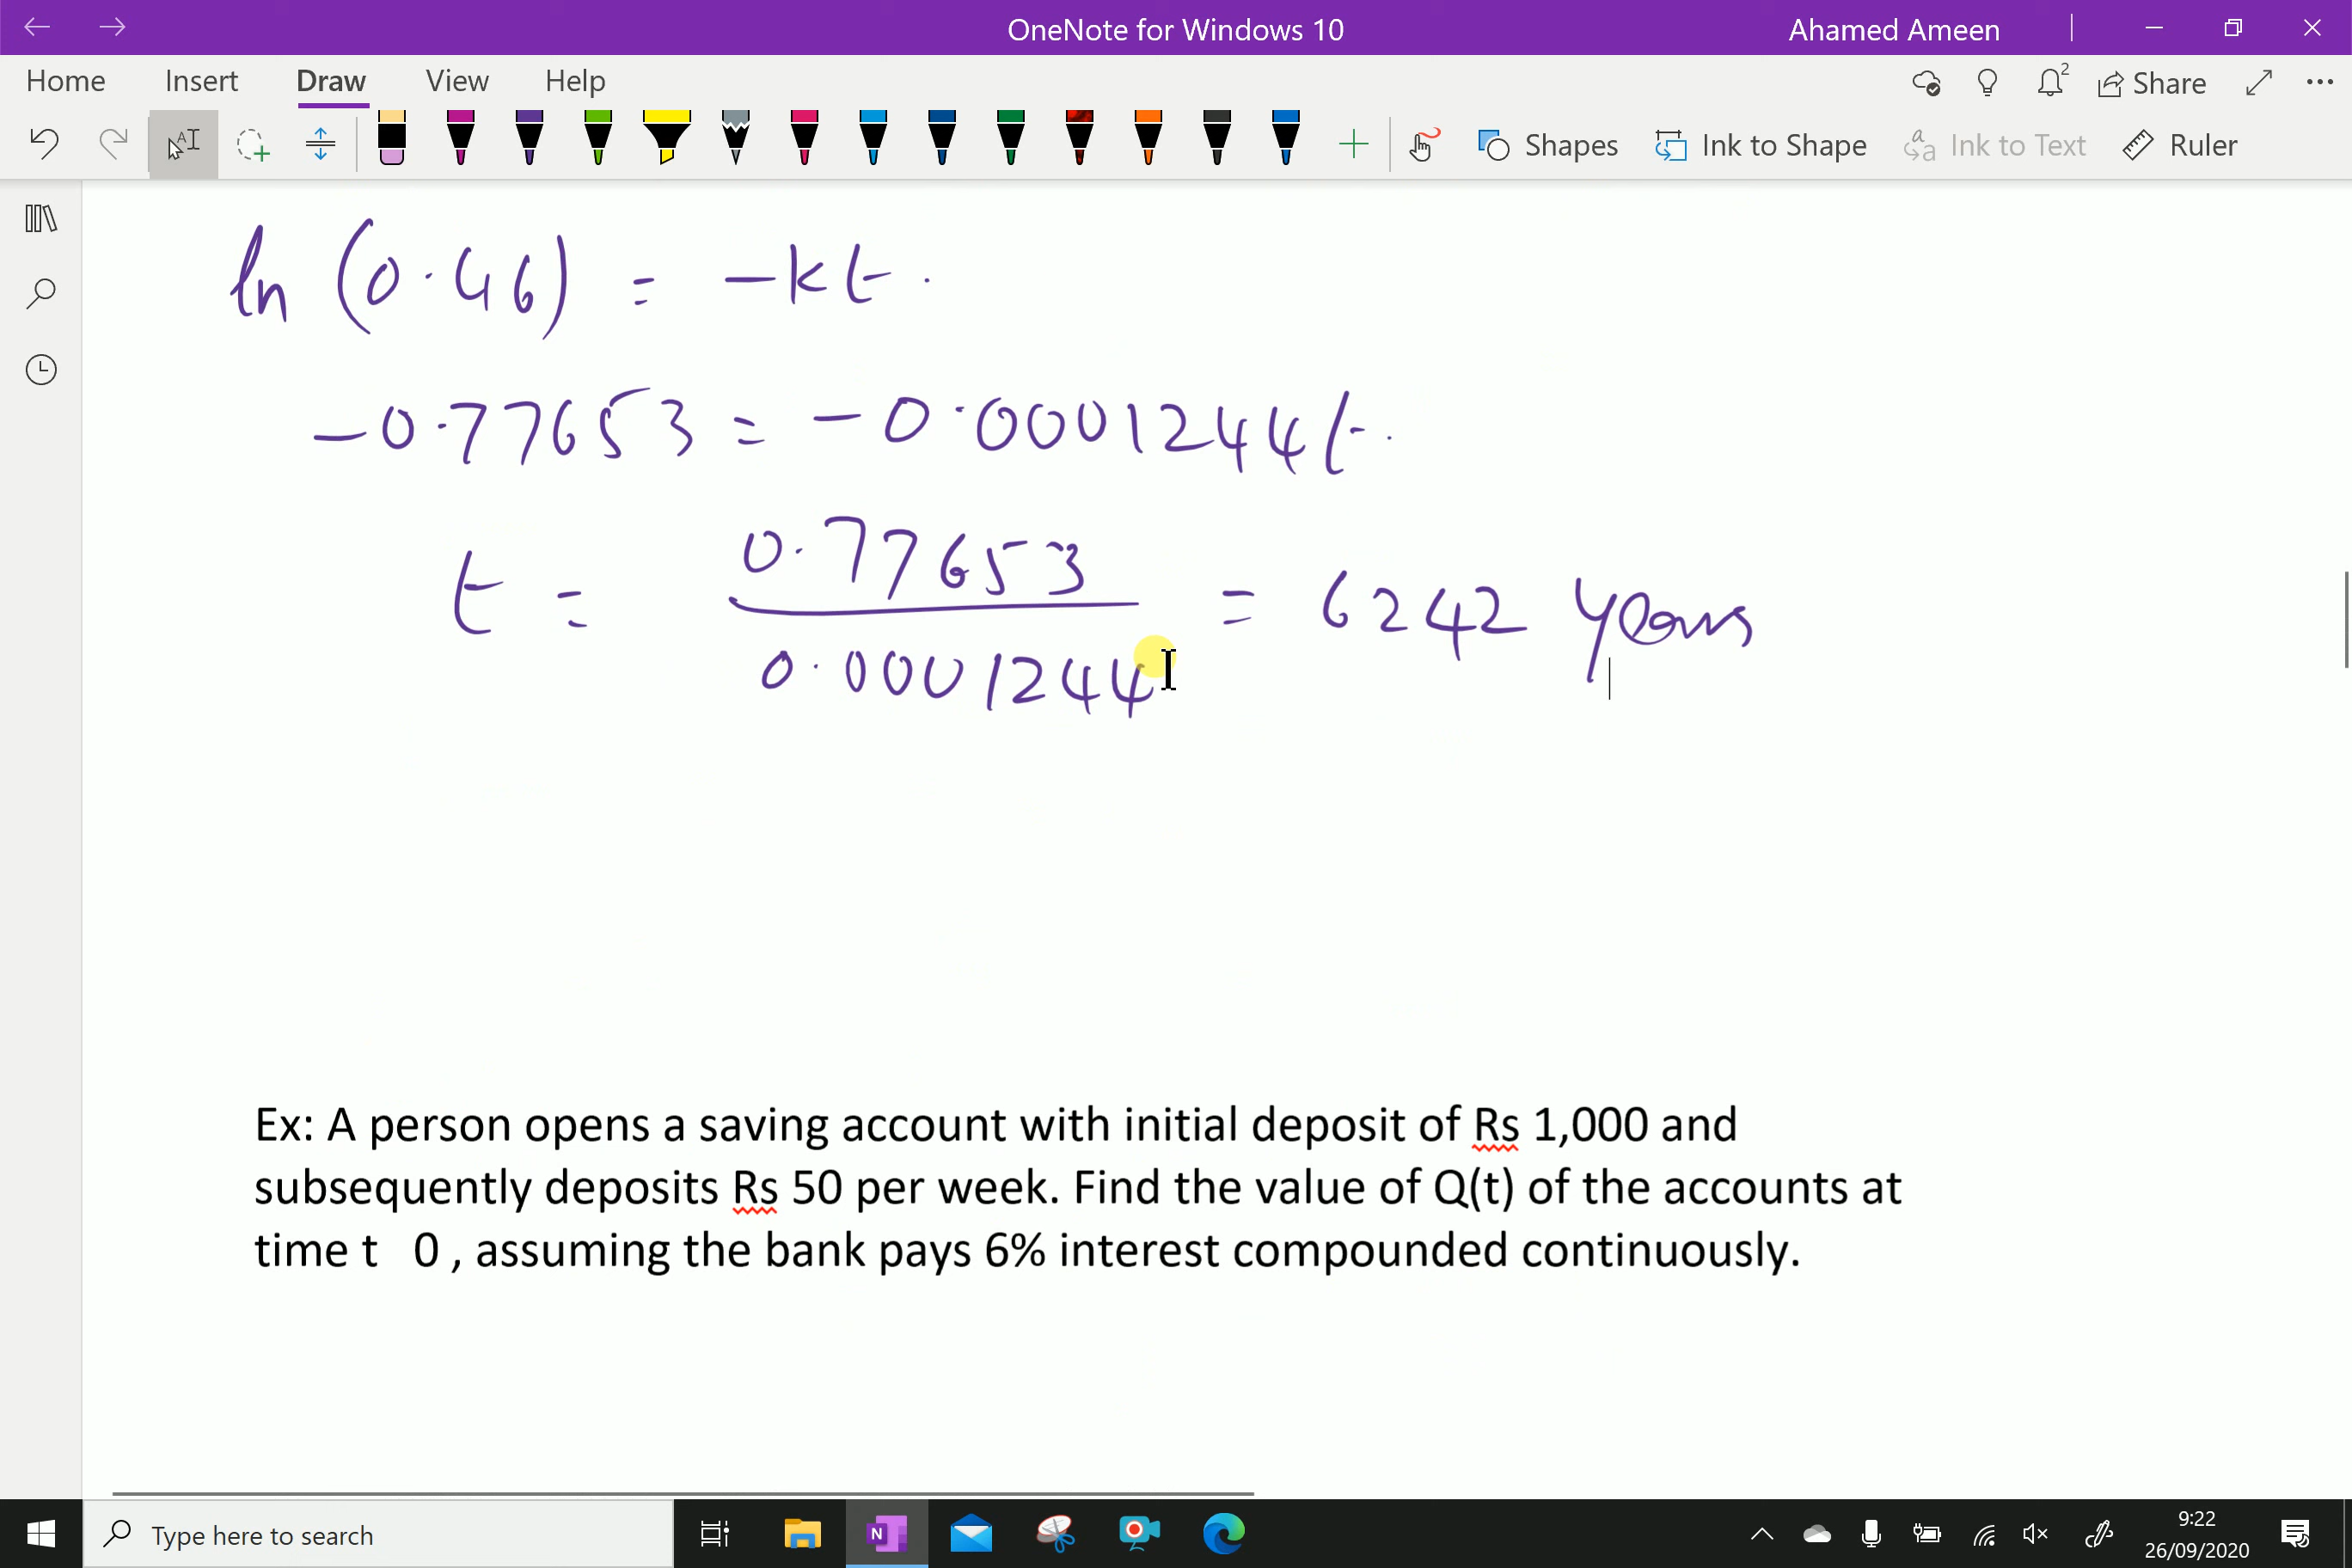 OneNote for Windows 10
Ahamed Ameen
Home Insert Draw View Help
2 Share
Shapes Ink to Shape Ink to Text Ruler
ln (0.46) = -kt.
-0.77653 = -0.0001244t.
t = 0.77653 / 0.0001244 = 6242 years
Ex: A person opens a saving account with initial deposit of Rs 1,000 and
subsequently deposits Rs 50 per week. Find the value of Q(t) of the accounts at
time t 0 , assuming the bank pays 6% interest compounded continuously.
Type here to search
N
9:22
26/09/2020